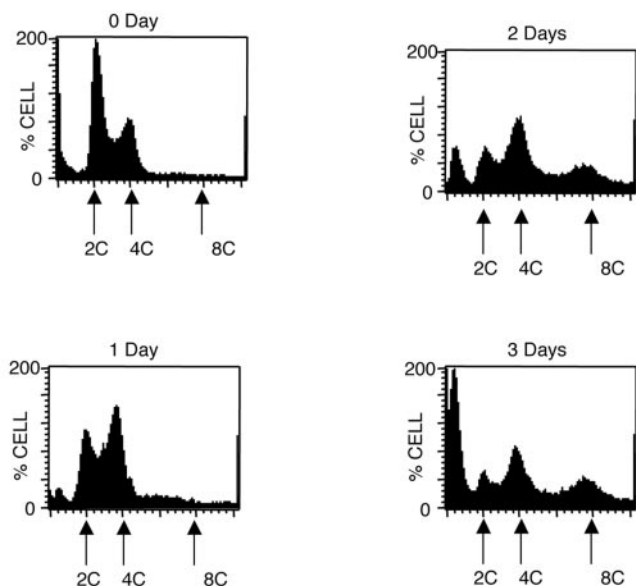 0 Day
200
% CELL
0
2C 4C 8C
2 Days
200
% CELL
0
2C 4C 8C
1 Day
200
% CELL
0
2C 4C 8C
3 Days
200
% CELL
0
2C 4C 8C